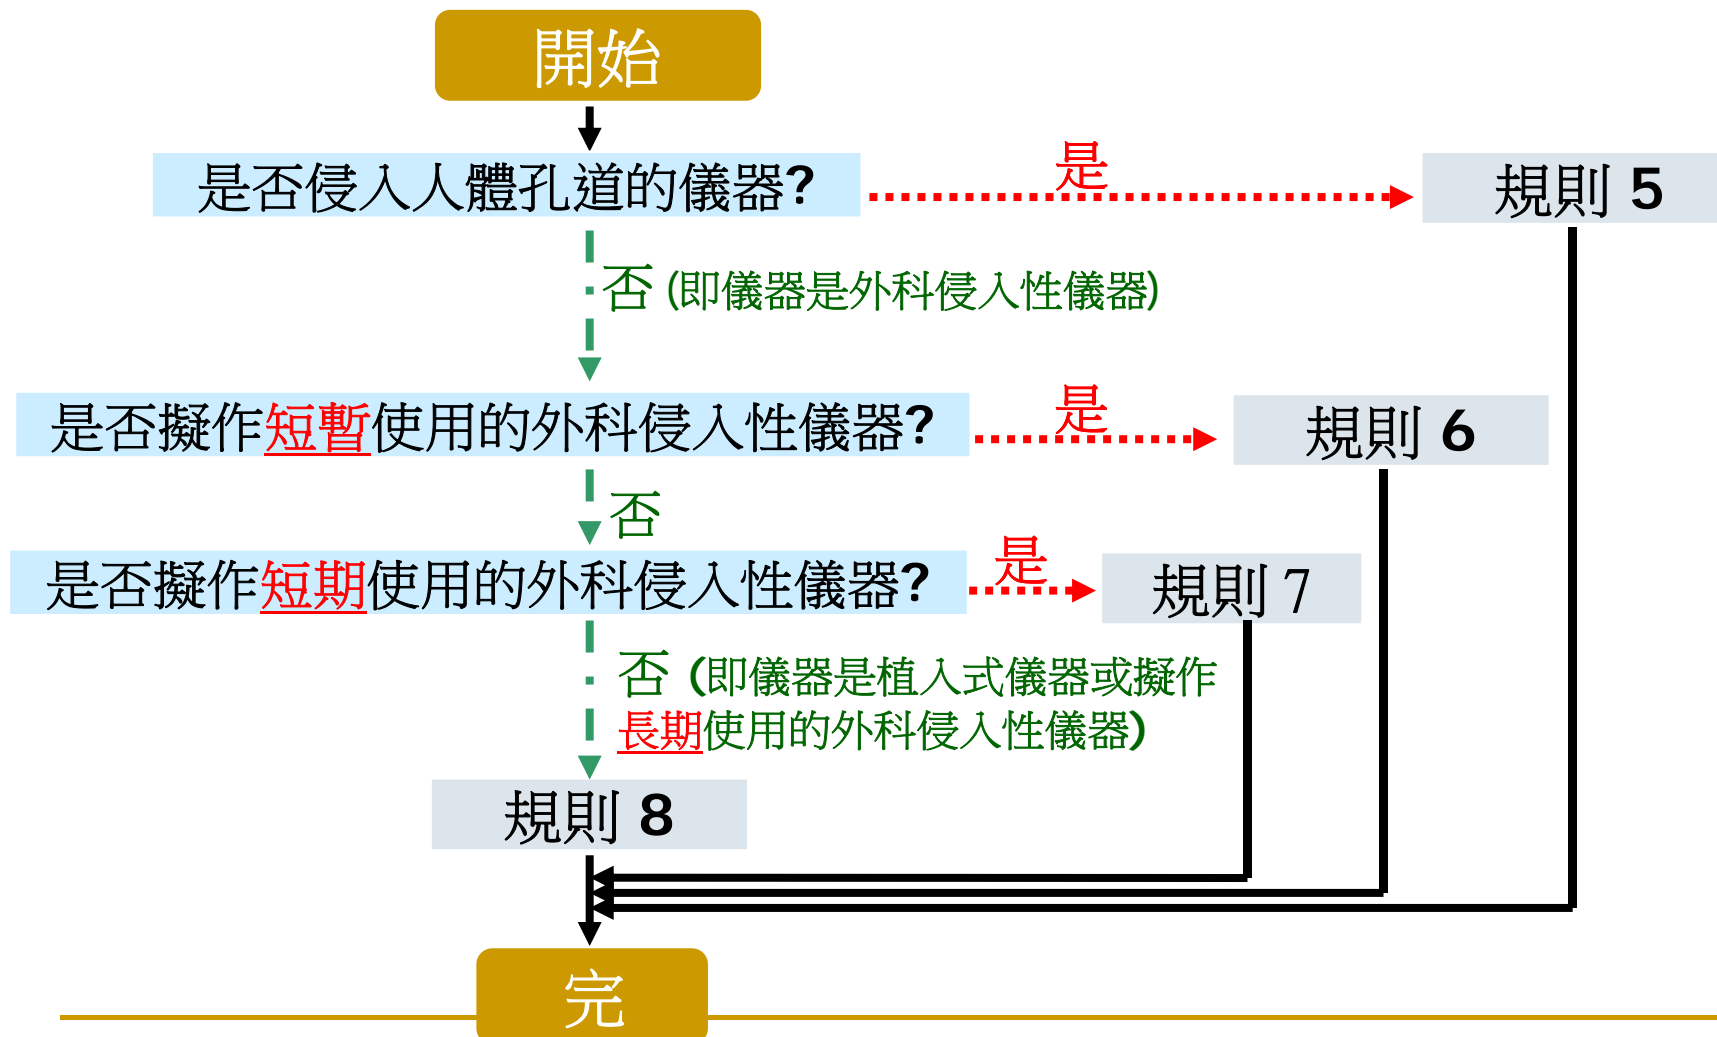 開始
是否侵入人體孔道的儀器?
是
規則 5
否 (即儀器是外科侵入性儀器)
是否擬作短暫使用的外科侵入性儀器?
是
規則 6
否
是否擬作短期使用的外科侵入性儀器?
是
規則 7
否 (即儀器是植入式儀器或擬作
長期使用的外科侵入性儀器)
規則 8
完